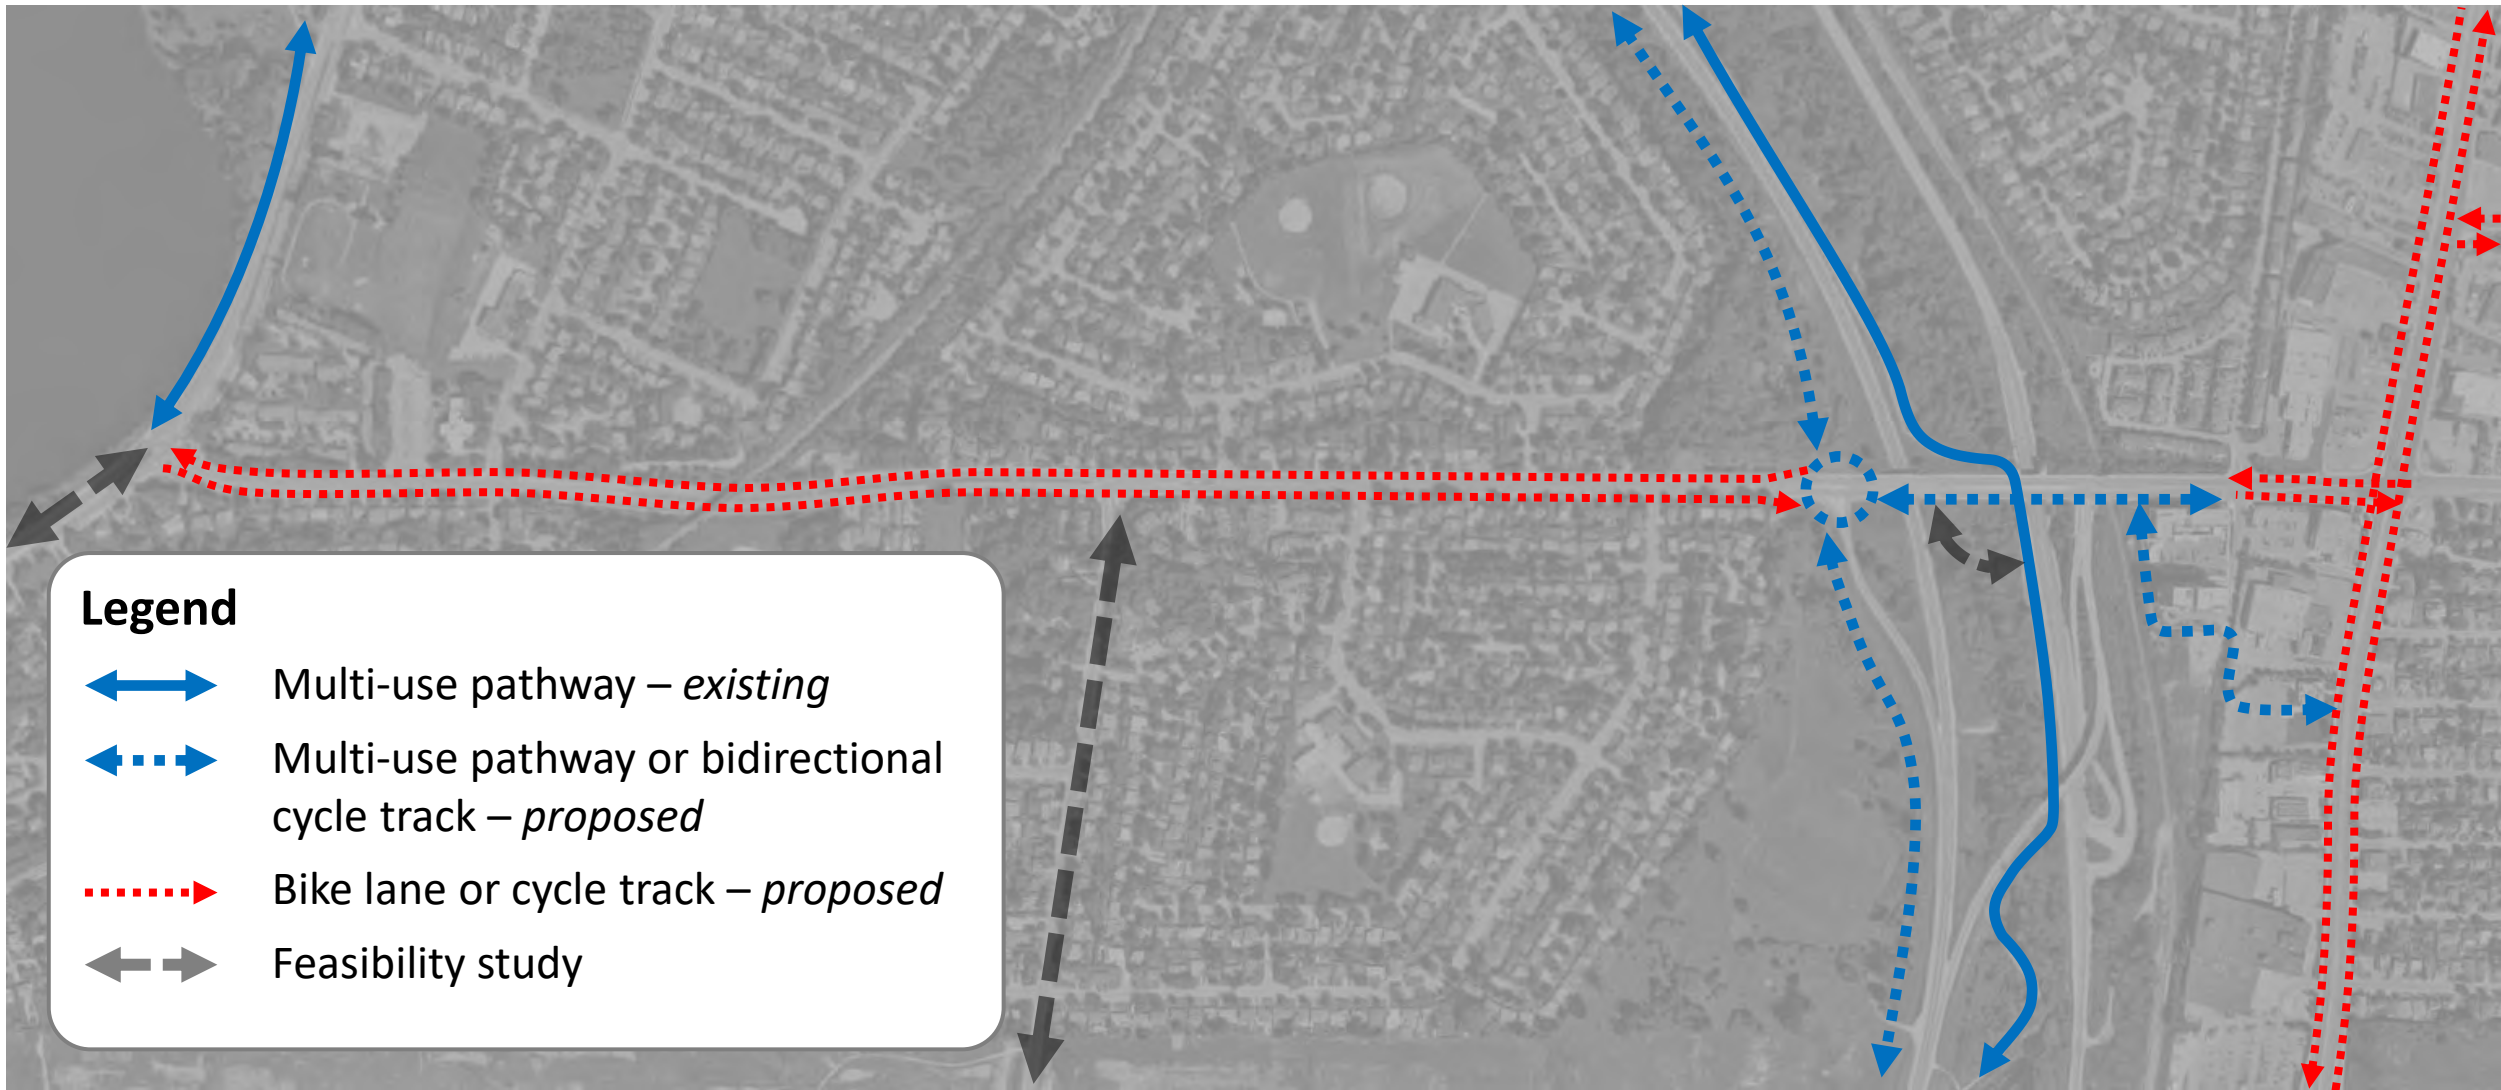 Legend
Multi-use pathway – existing
Multi-use pathway or bidirectional
cycle track – proposed
Bike lane or cycle track – proposed
Feasibility study